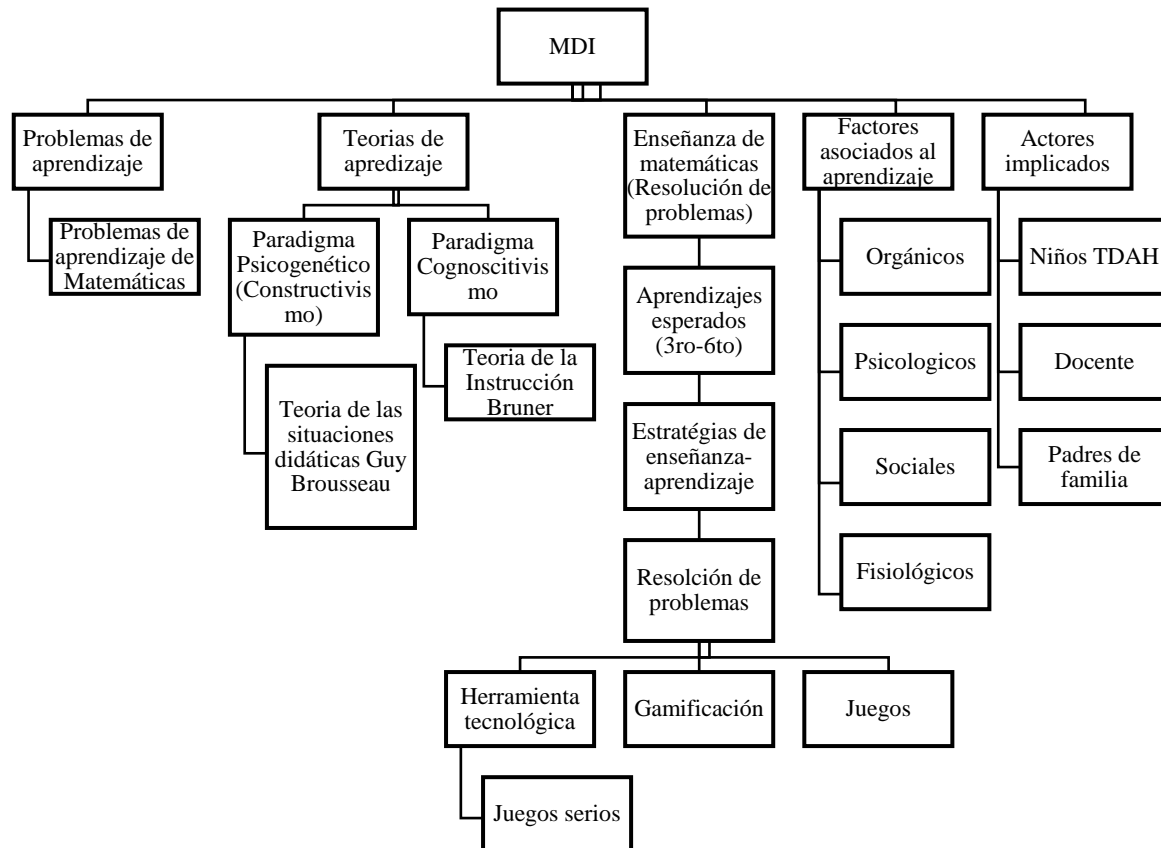 MDI
Problemas de
aprendizaje
Problemas de
aprendizaje de
Matemáticas
Teorias de
apredizaje
Paradigma
Psicogenético
(Constructivis
mo)
Teoria de las
situaciones
didáticas Guy
Brousseau
Paradigma
Cognoscitivis
mo
Teoria de la
Instrucción
Bruner
Enseñanza de
matemáticas
(Resolución de
problemas)
Aprendizajes
esperados
(3ro-6to)
Estratégias de
enseñanza-
aprendizaje
Resolción de
problemas
Herramienta
tecnológica
Juegos serios
Gamificación
Juegos
Factores
asociados al
aprendizaje
Orgánicos
Psicologicos
Sociales
Fisiológicos
Actores
implicados
Niños TDAH
Docente
Padres de
familia